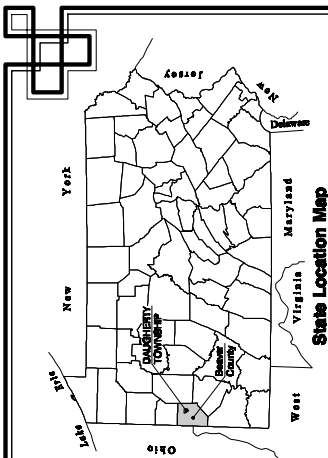 State Location Map
New York
Lake Erie
Ohio
DAUGHERTY
TOWNSHIP
Beaver
County
West Virginia
Maryland
Delaware
New Jersey